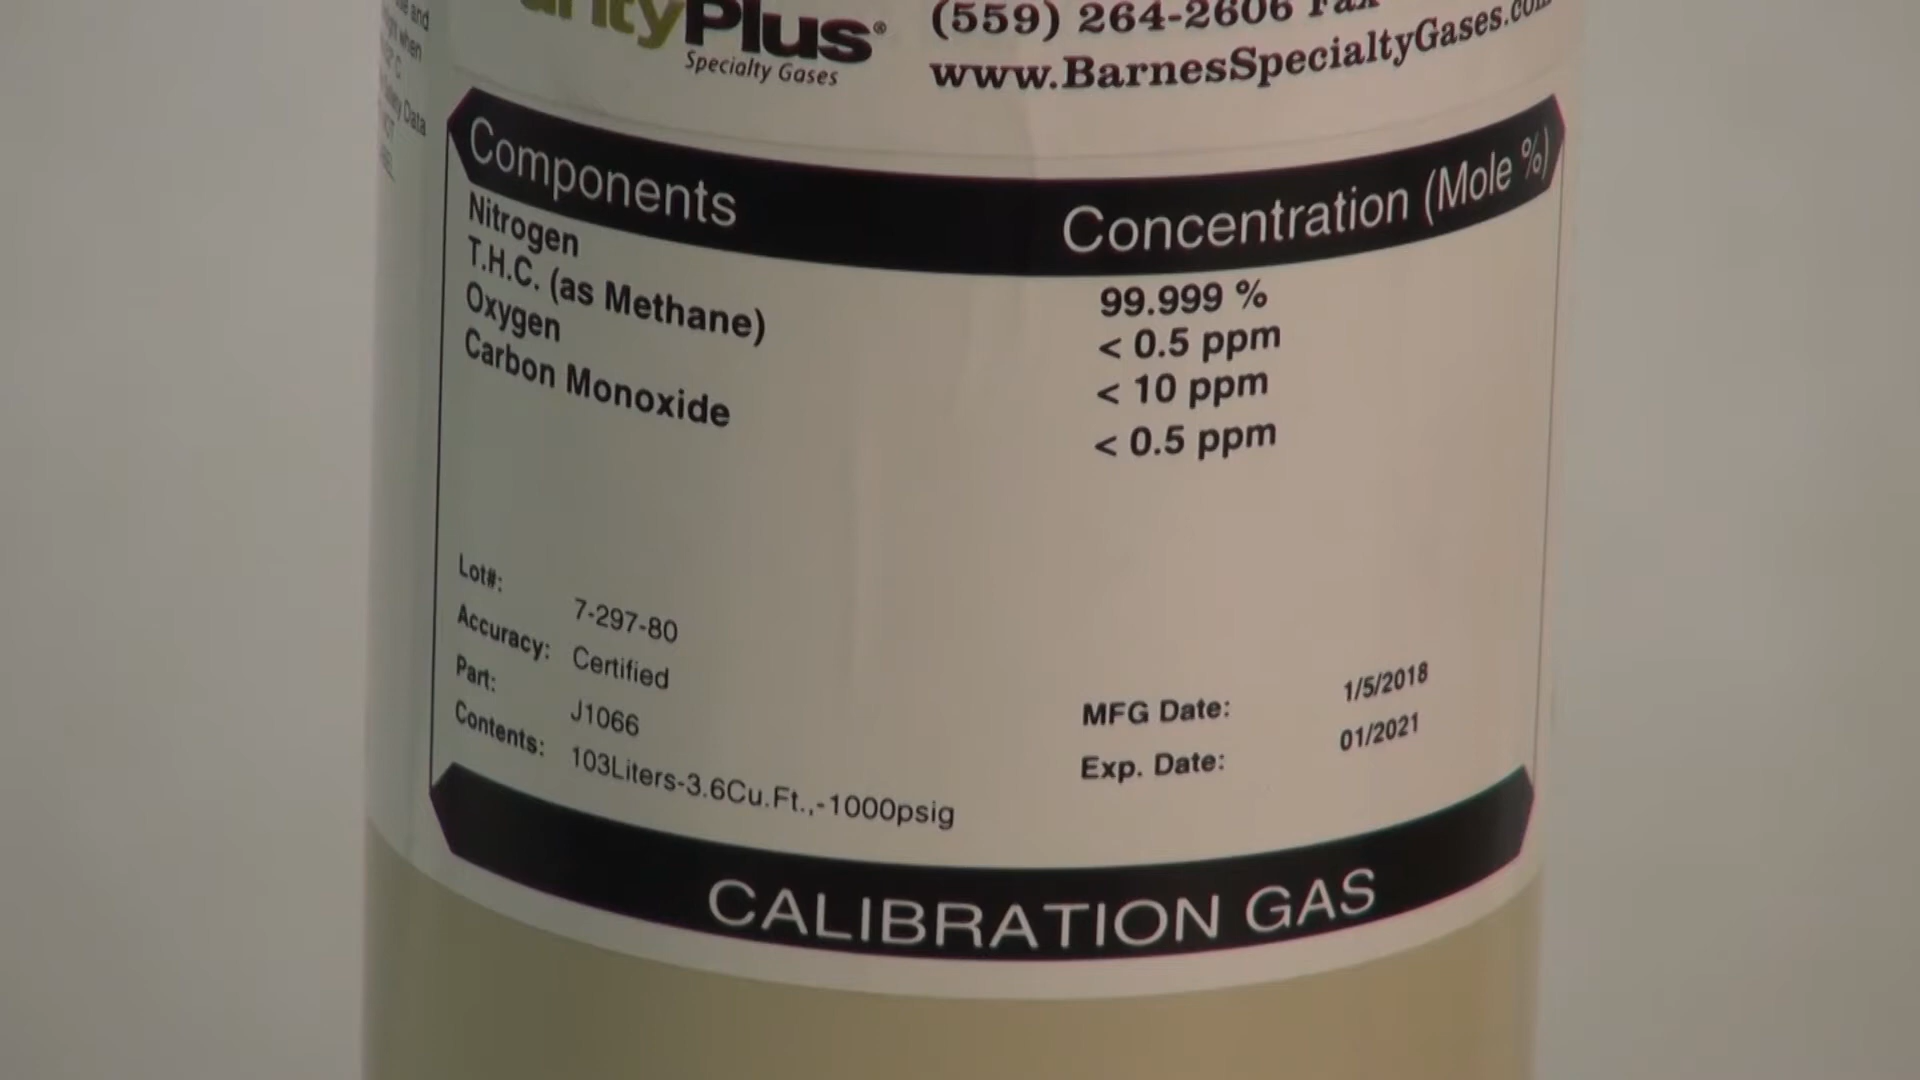 Plus®
Specialty Gases
(559) 264-2606 Fax
www.BarnesSpecialtyGases.com
Components Concentration (Mole %)
Nitrogen 99.999 %
T.H.C. (as Methane) < 0.5 ppm
Oxygen < 10 ppm
Carbon Monoxide < 0.5 ppm
Lot#: 7-297-80
Accuracy: Certified
Part: J1066
Contents: 103Liters-3.6Cu.Ft.,-1000psig
MFG Date: 1/5/2018
Exp. Date: 01/2021
CALIBRATION GAS